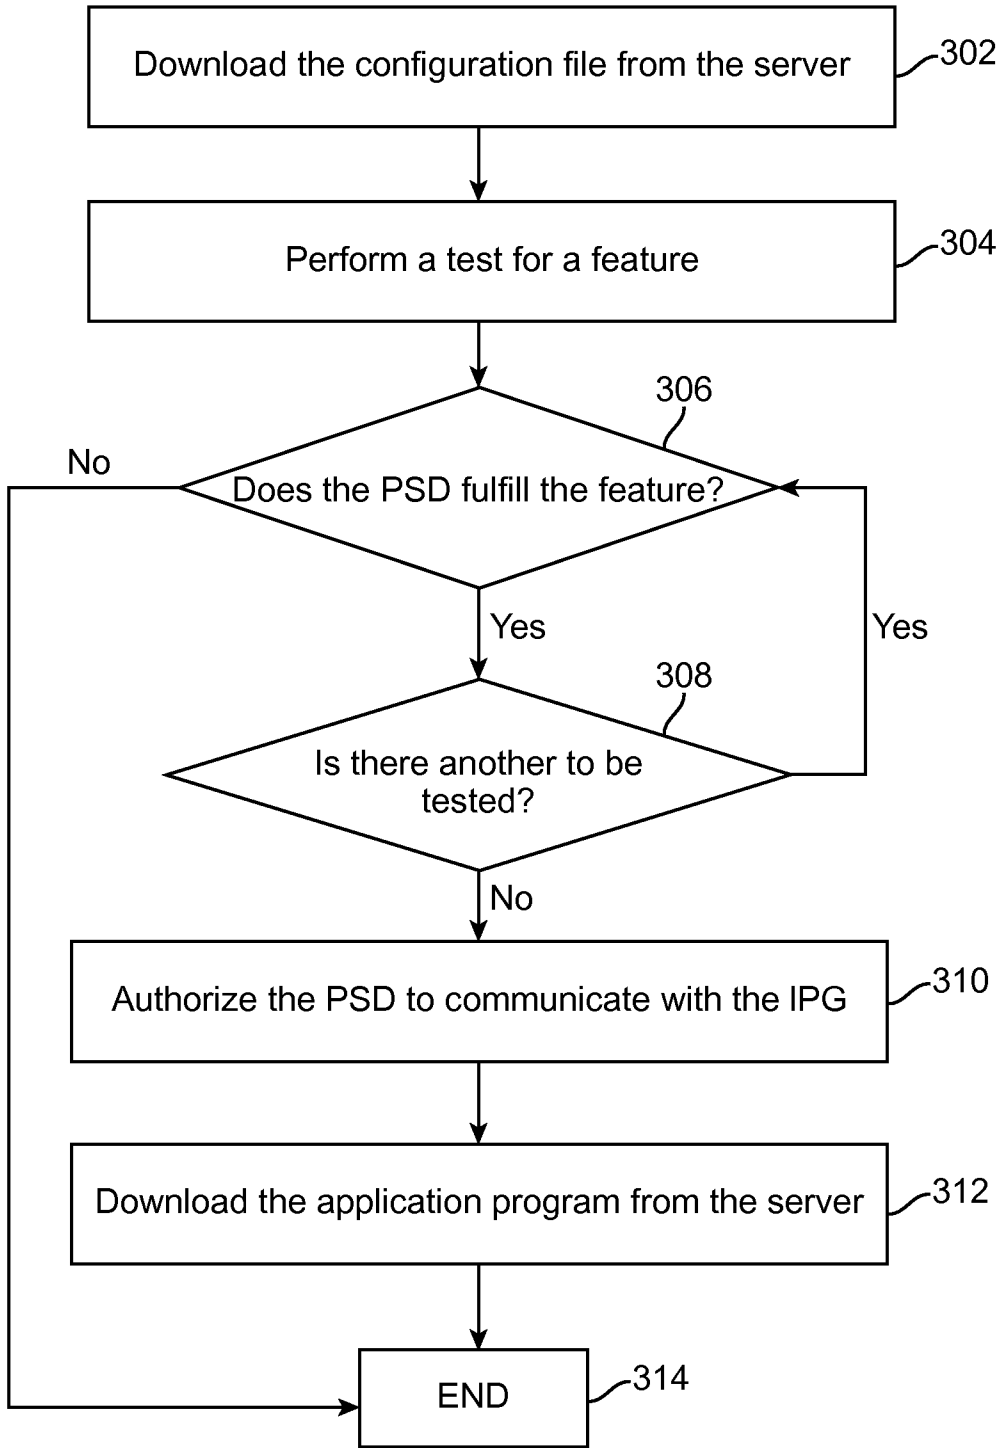 Download the configuration file from the server
302
Perform a test for a feature
304
306
No
Does the PSD fulfill the feature?
Yes
Yes
308
Is there another to be
tested?
No
Authorize the PSD to communicate with the IPG
310
Download the application program from the server
312
END
314